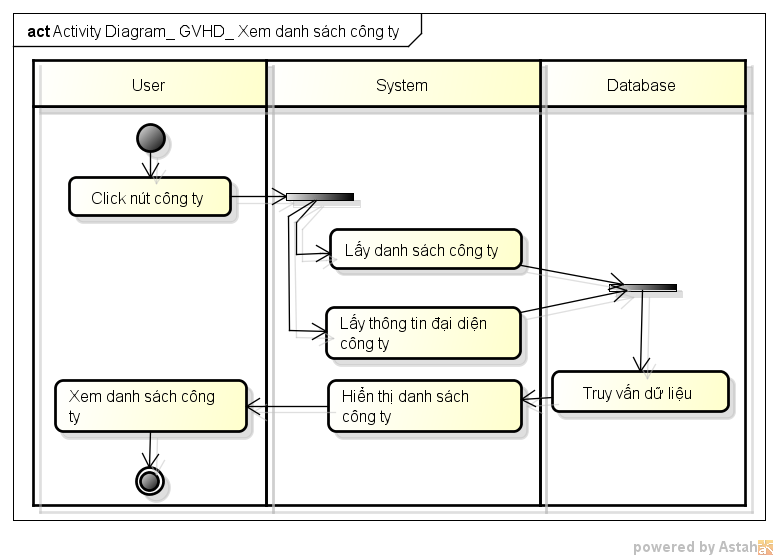 act Activity Diagram_ GVHD_ Xem danh sách công ty
User
System
Database
Click nút công ty
Lấy danh sách công ty
Lấy thông tin đại diện
công ty
Truy vấn dữ liệu
Hiển thị danh sách
công ty
Xem danh sách công
ty
powered by Astah